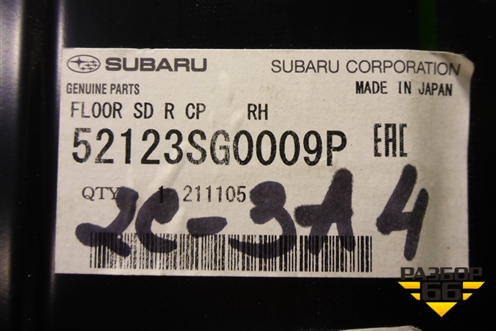 SUBARU SUBARU CORPORATION
GENUINE PARTS MADE IN JAPAN
FLOOR SD R CP RH
52123SG0009P EAC
QTY 1 211105
2C-3A4
РАЗБОР
66